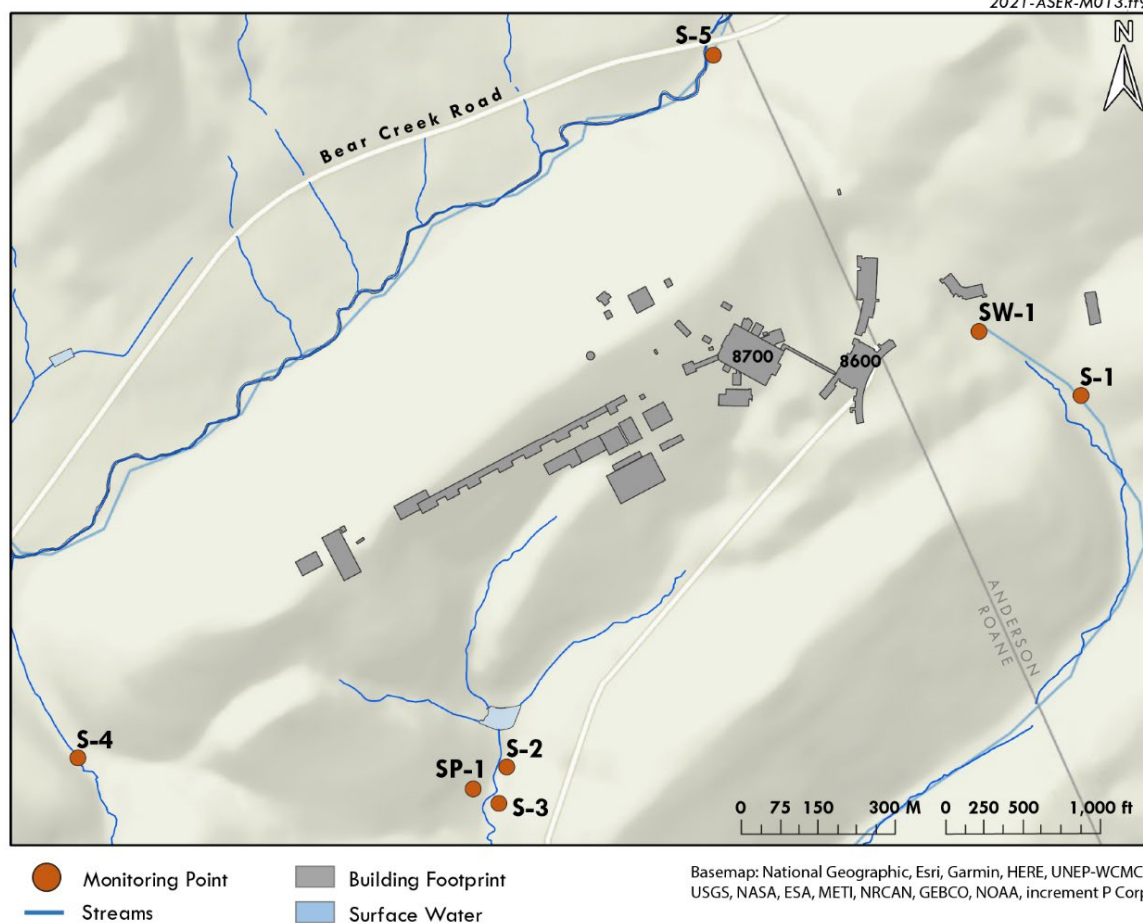 2021-ASER-M013.ff9
N
S-5
Bear Creek Road
SW-1
8700
8600
S-1
ANDERSON
ROANE
S-4
S-2
SP-1
S-3
0 75 150 300 M 0 250 500 1,000 ft
Monitoring Point
Building Footprint
Streams
Surface Water
Basemap: National Geographic, Esri, Garmin, HERE, UNEP-WCMC
USGS, NASA, ESA, METI, NRCAN, GEBCO, NOAA, increment P Corp